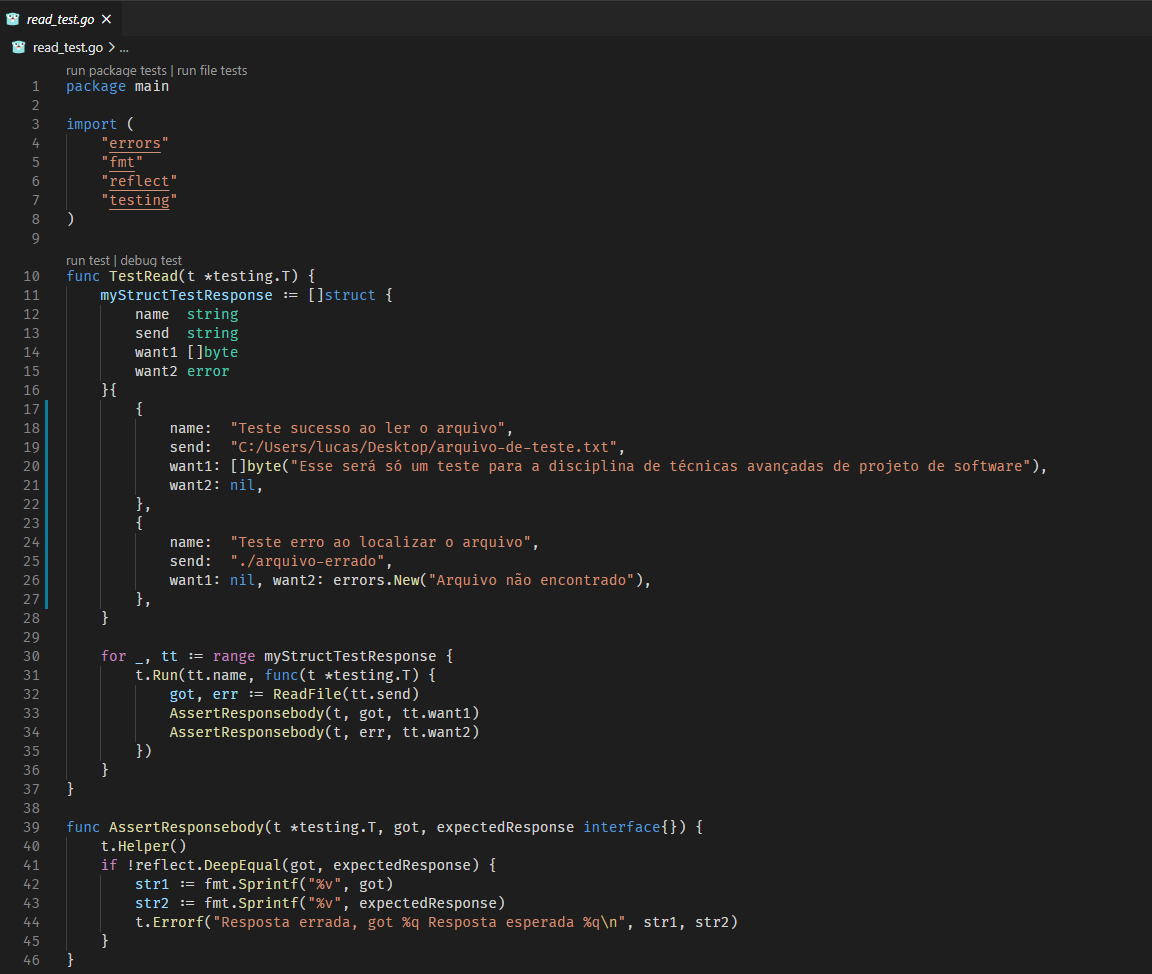 read_test.go ×
read_test.go > ...
run package tests | run file tests
1 package main
2
3 import (
4     "errors"
5     "fmt"
6     "reflect"
7     "testing"
8 )
9
run test | debug test
10 func TestRead(t *testing.T) {
11     myStructTestResponse := []struct {
12         name  string
13         send  string
14         want1 []byte
15         want2 error
16     }{
17         {
18             name:  "Teste sucesso ao ler o arquivo",
19             send:  "C:/Users/lucas/Desktop/arquivo-de-teste.txt",
20             want1: []byte("Esse será só um teste para a disciplina de técnicas avançadas de projeto de software"),
21             want2: nil,
22         },
23         {
24             name:  "Teste erro ao localizar o arquivo",
25             send:  "./arquivo-errado",
26             want1: nil, want2: errors.New("Arquivo não encontrado"),
27         },
28     }
29
30     for _, tt := range myStructTestResponse {
31         t.Run(tt.name, func(t *testing.T) {
32             got, err := ReadFile(tt.send)
33             AssertResponsebody(t, got, tt.want1)
34             AssertResponsebody(t, err, tt.want2)
35         })
36     }
37 }
38
39 func AssertResponsebody(t *testing.T, got, expectedResponse interface{}) {
40     t.Helper()
41     if !reflect.DeepEqual(got, expectedResponse) {
42         str1 := fmt.Sprintf("%v", got)
43         str2 := fmt.Sprintf("%v", expectedResponse)
44         t.Errorf("Resposta errada, got %q Resposta esperada %q\n", str1, str2)
45     }
46 }